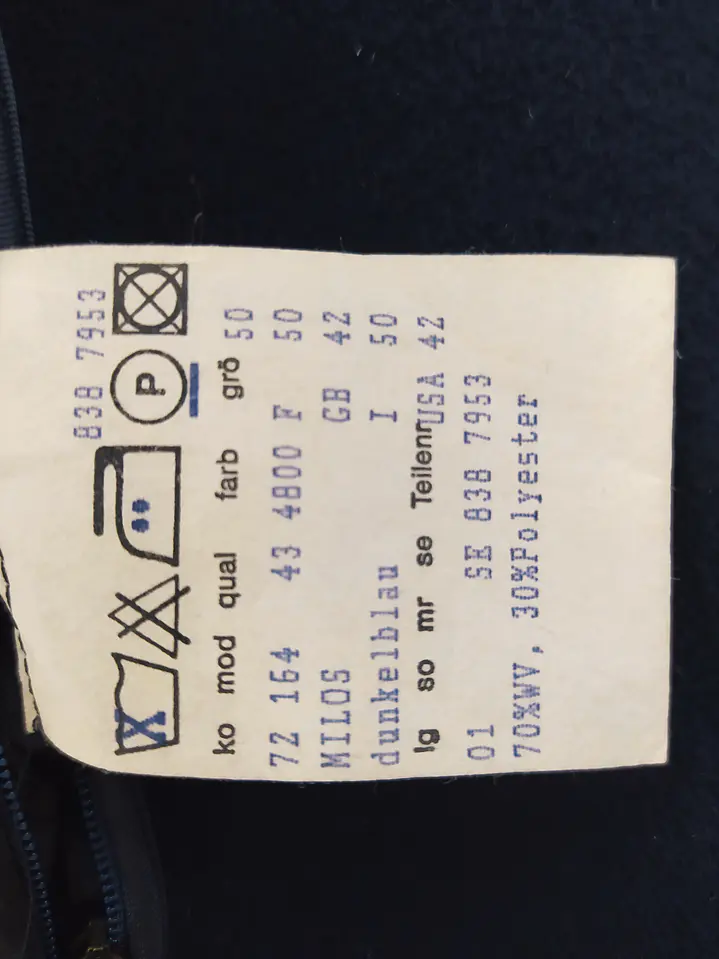 838 7953
P
ko mod qual farb grö 50
72 164 43 4800 F 50
MILOS GB 42
dunkelblau I 50
lg so mr se Teilenr USA 42
01 SE 838 7953
70%WV, 30%Polyester